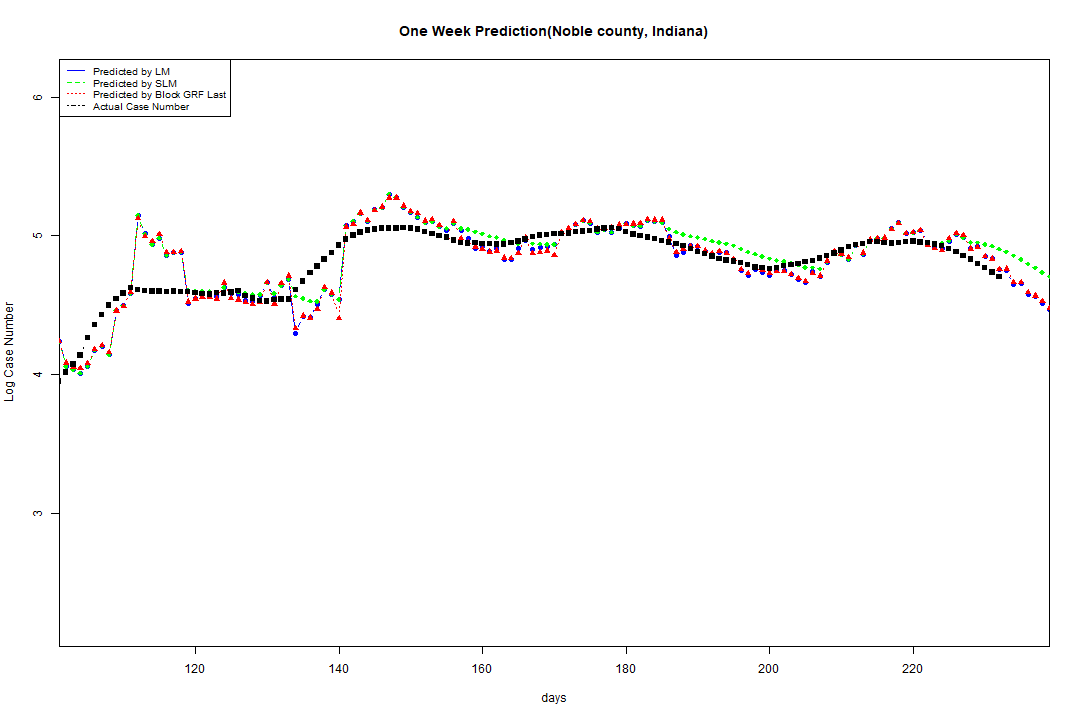 One Week Prediction(Noble county, Indiana)
Predicted by LM
Predicted by SLM
Predicted by Block GRF Last
Actual Case Number
6
5
4
3
Log Case Number
120 140 160 180 200 220
days